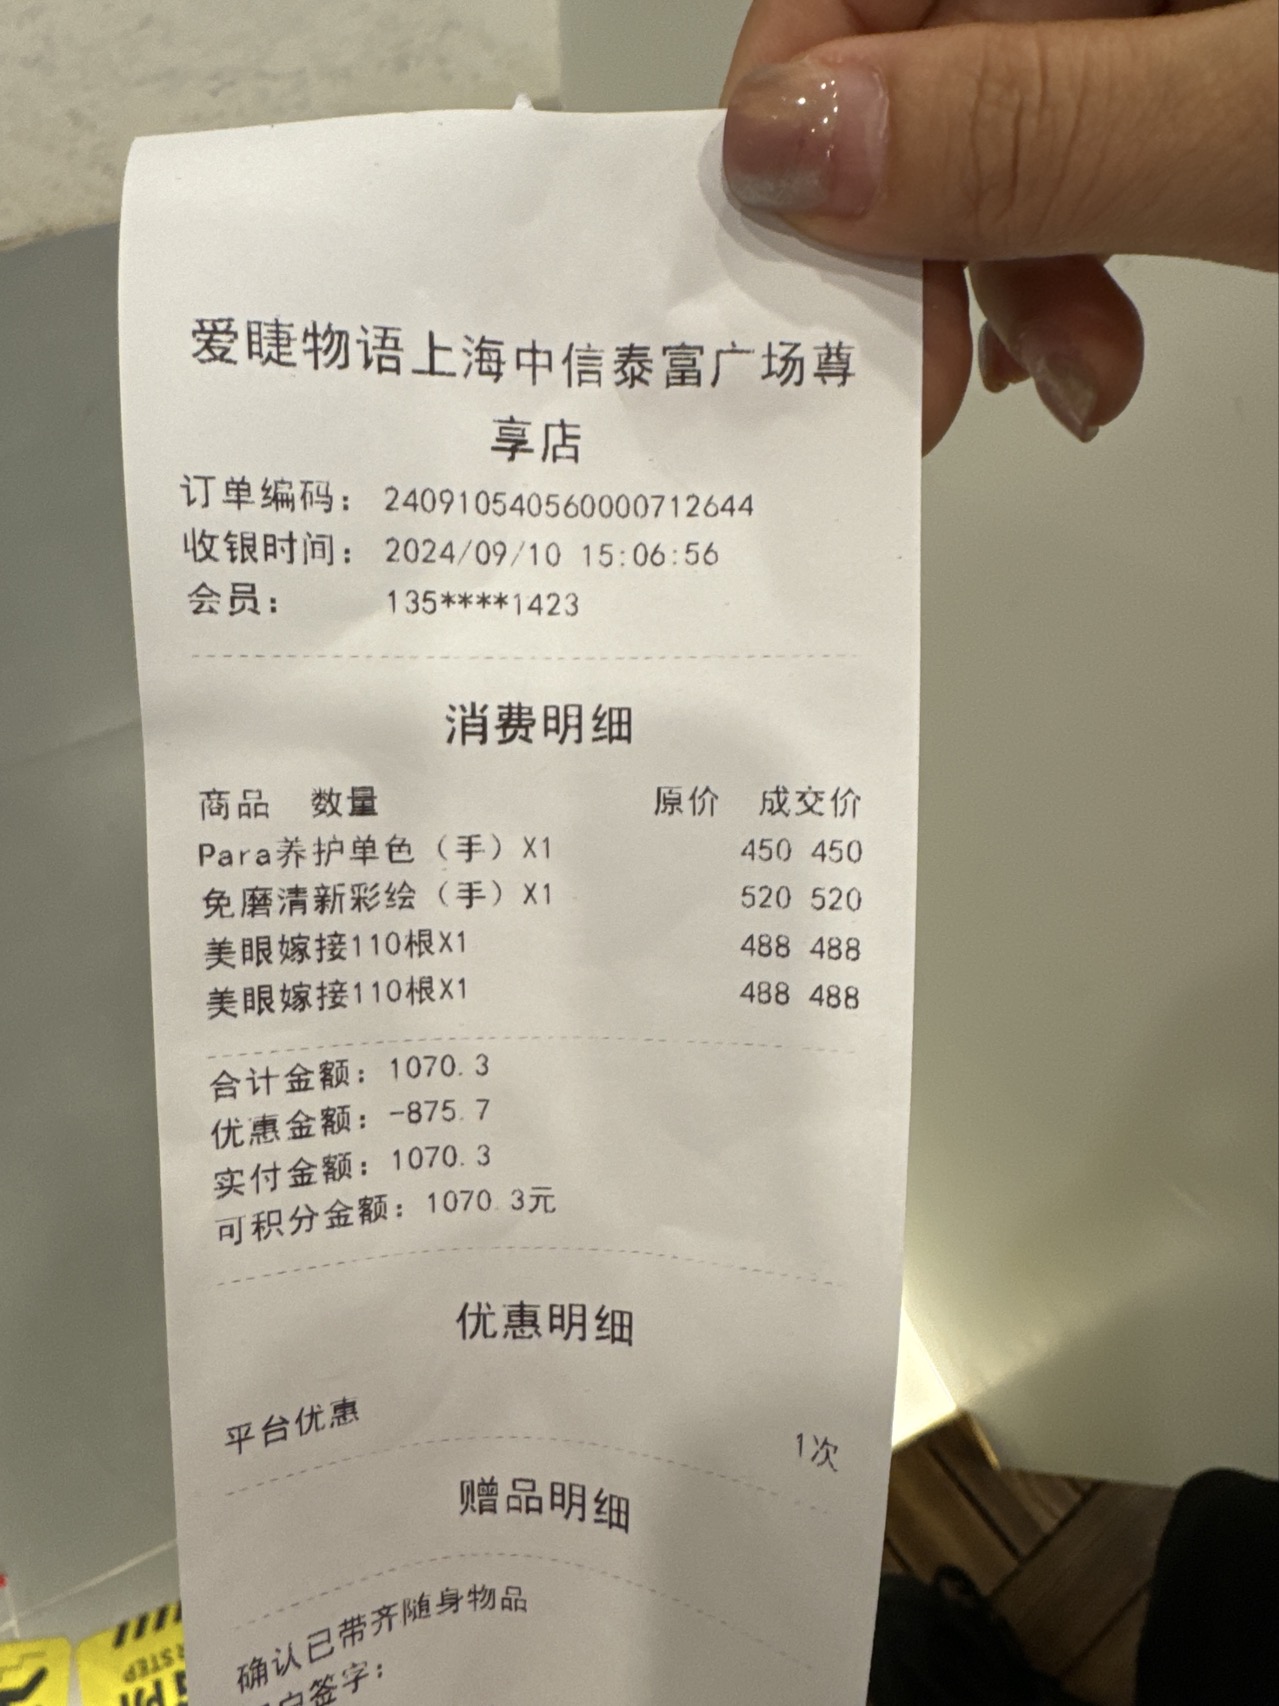 爱睫物语上海中信泰富广场尊
享店
订单编码： 240910540560000712644
收银时间： 2024/09/10 15:06:56
会员： 135****1423
消费明细
商品 数量 原价 成交价
Para养护单色（手）X1 450 450
免磨清新彩绘（手）X1 520 520
美眼嫁接110根X1 488 488
美眼嫁接110根X1 488 488
合计金额：1070.3
优惠金额：-875.7
实付金额：1070.3
可积分金额：1070.3元
优惠明细
平台优惠 1次
赠品明细
确认已带齐随身物品
签字：
STEP